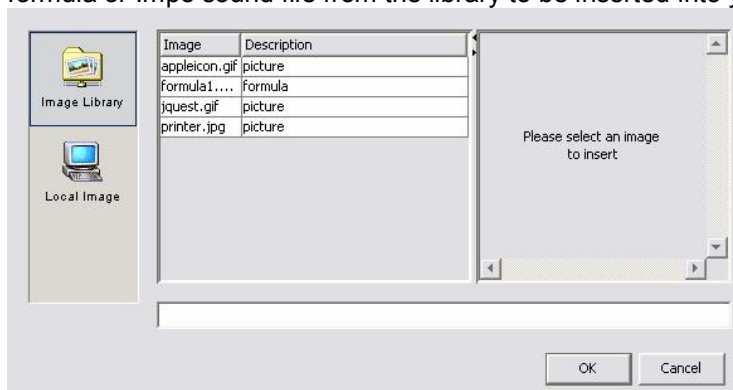 formula or Impo sound file from the library to be inserted into
Image Description
appleicon.gif picture
formula1.... formula
jquest.gif picture
printer.jpg picture
Image Library
Please select an image
to insert
Local Image
OK Cancel